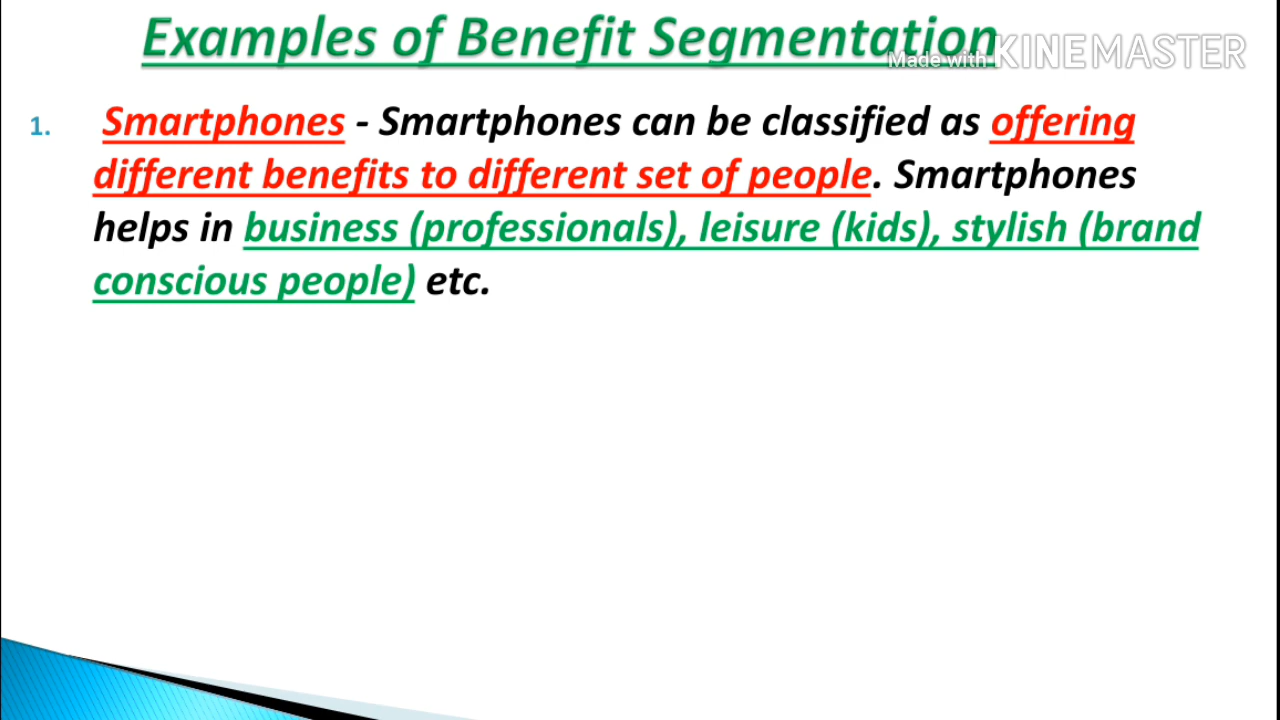 Examples of Benefit Segmentation
Made with KINEMASTER
1. Smartphones - Smartphones can be classified as offering
different benefits to different set of people. Smartphones
helps in business (professionals), leisure (kids), stylish (brand
conscious people) etc.